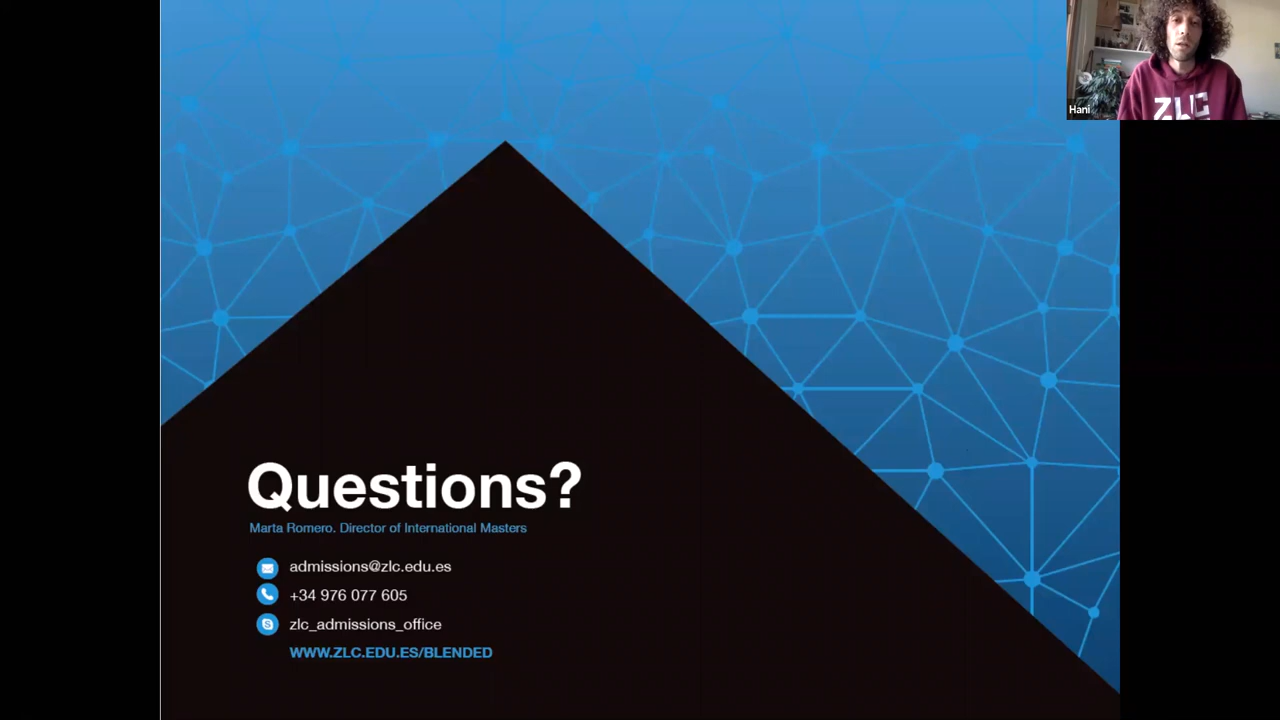 Hani
ZLC
Questions?
Marta Romero. Director of International Masters
admissions@zlc.edu.es
+34 976 077 605
zlc_admissions_office
WWW.ZLC.EDU.ES/BLENDED